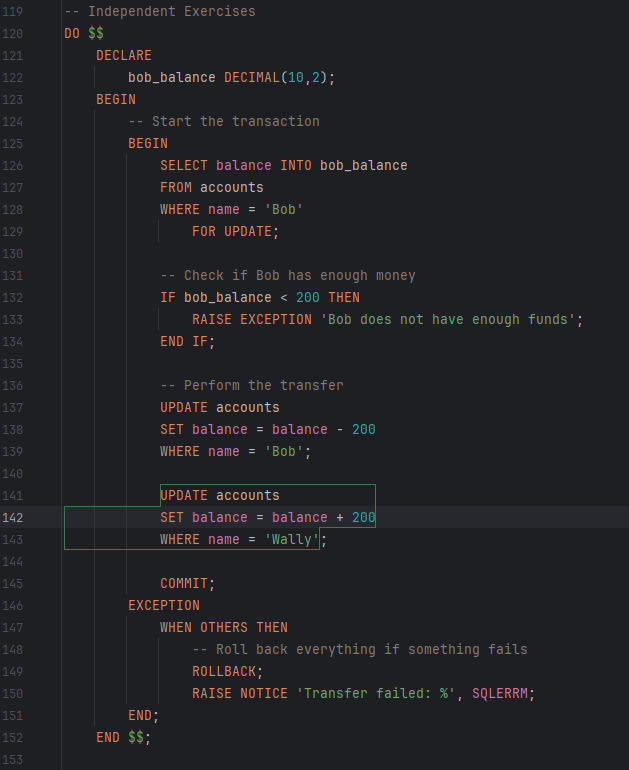 119 -- Independent Exercises
120 DO $$
121     DECLARE
122         bob_balance DECIMAL(10,2);
123     BEGIN
124         -- Start the transaction
125         BEGIN
126             SELECT balance INTO bob_balance
127             FROM accounts
128             WHERE name = 'Bob'
129                 FOR UPDATE;
130
131             -- Check if Bob has enough money
132             IF bob_balance < 200 THEN
133                 RAISE EXCEPTION 'Bob does not have enough funds';
134             END IF;
135
136             -- Perform the transfer
137             UPDATE accounts
138             SET balance = balance - 200
139             WHERE name = 'Bob';
140
141             UPDATE accounts
142             SET balance = balance + 200
143             WHERE name = 'Wally';
144
145             COMMIT;
146         EXCEPTION
147             WHEN OTHERS THEN
148                 -- Roll back everything if something fails
149                 ROLLBACK;
150                 RAISE NOTICE 'Transfer failed: %', SQLERRM;
151         END;
152     END $$;
153